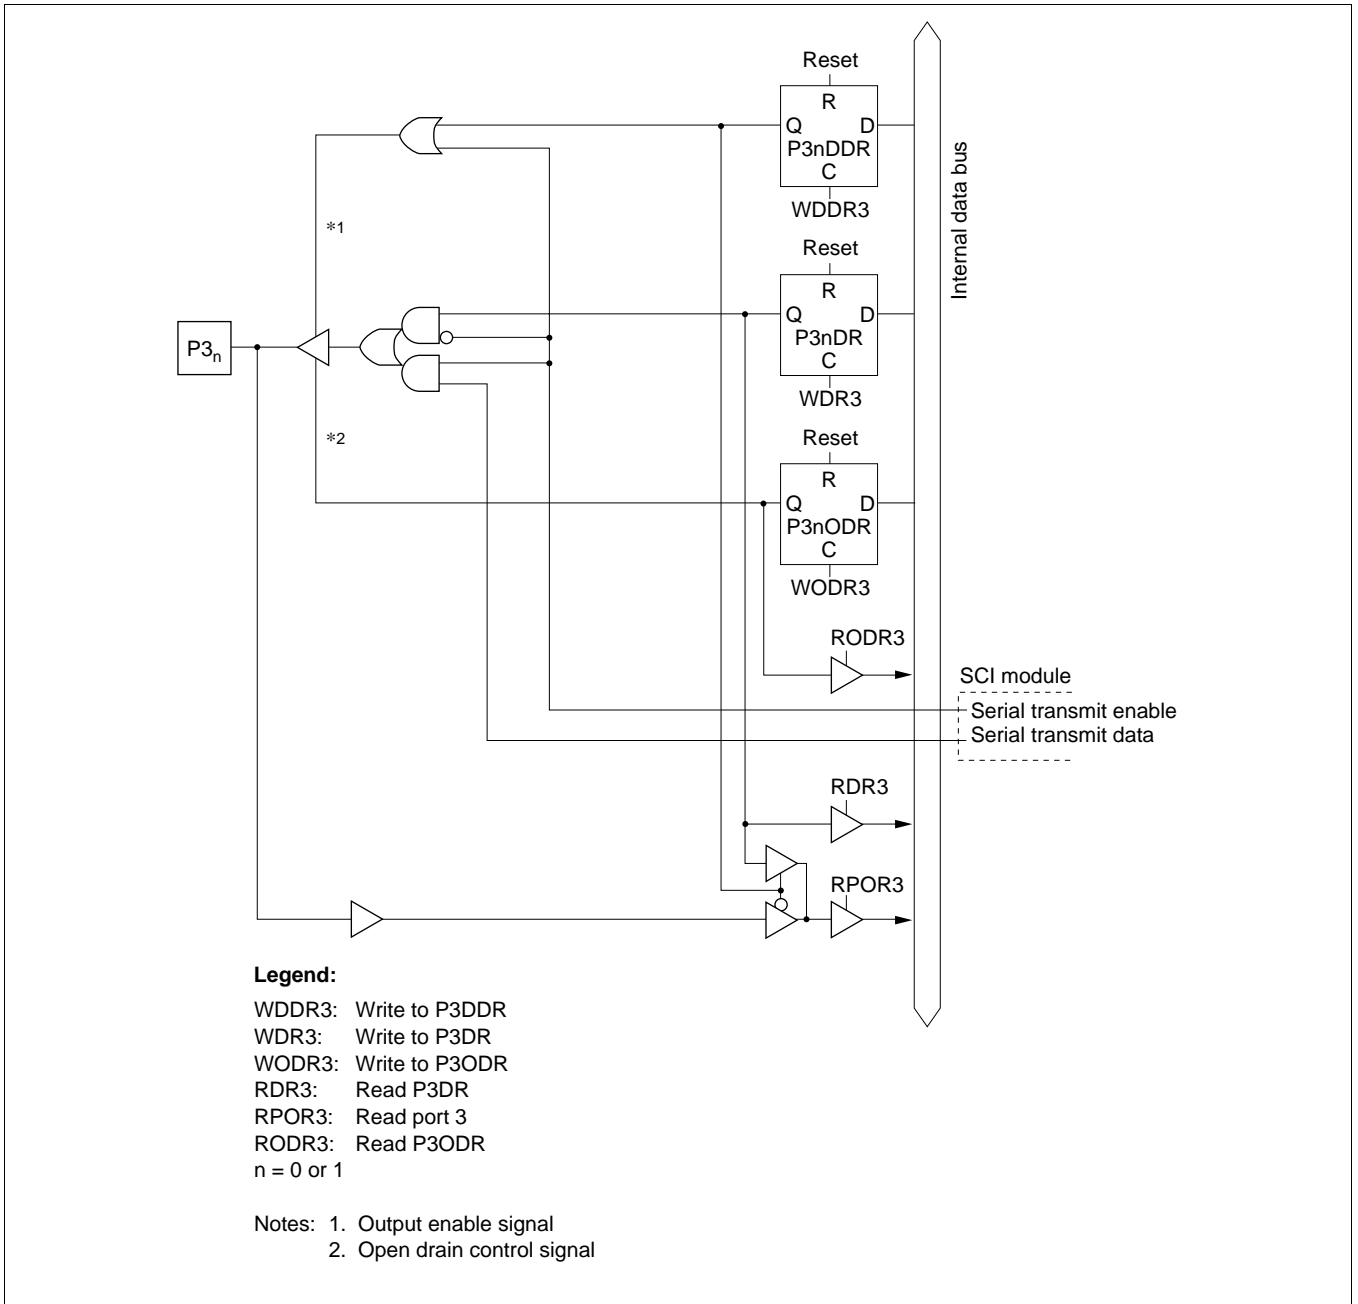 Reset
R
Q D
P3nDDR
C
WDDR3
Internal data bus
*1
Reset
R
Q D
P3nDR
C
WDR3
P3n
*2
Reset
R
Q D
P3nODR
C
WODR3
RODR3
SCI module
Serial transmit enable
Serial transmit data
RDR3
RPOR3
Legend:
WDDR3: Write to P3DDR
WDR3: Write to P3DR
WODR3: Write to P3ODR
RDR3: Read P3DR
RPOR3: Read port 3
RODR3: Read P3ODR
n = 0 or 1
Notes: 1. Output enable signal
2. Open drain control signal